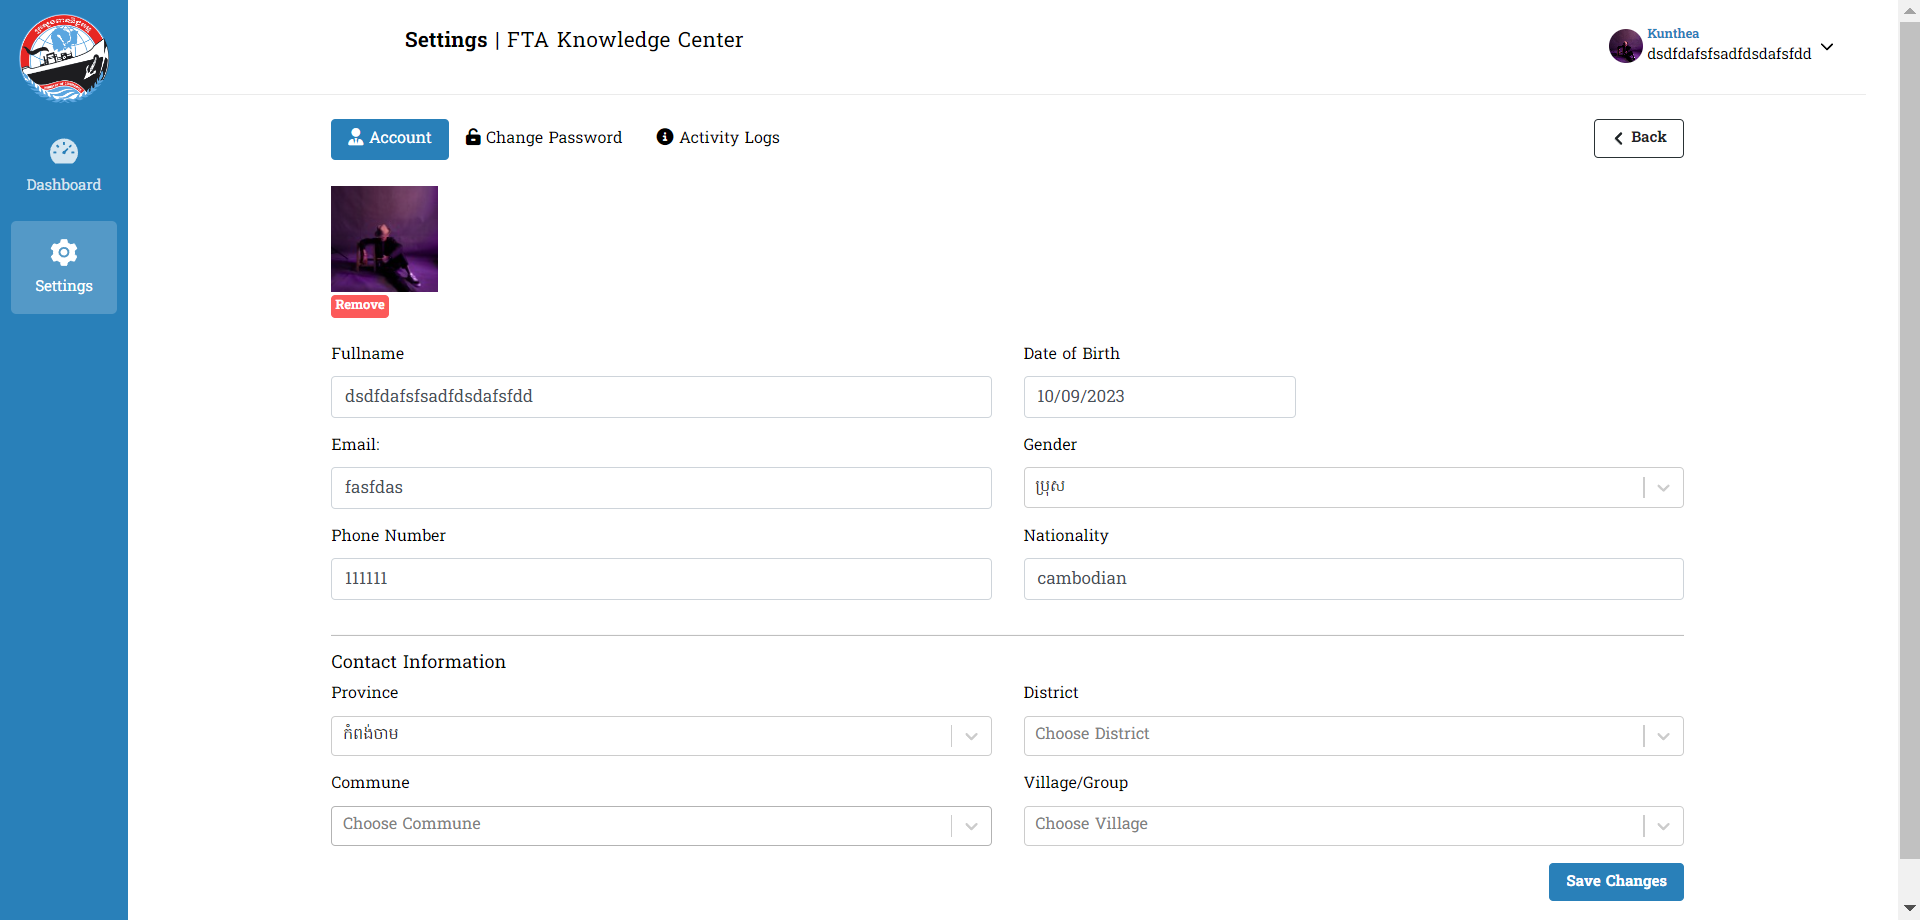 Settings | FTA Knowledge Center
Kunthea
dsdfdafsfsadfdsdafsfdd
Dashboard
Settings
Account
Change Password
Activity Logs
Back
Remove
Fullname
Date of Birth
dsdfdafsfsadfdsdafsfdd
10/09/2023
Email:
Gender
fasfdas
ប្រុស
Phone Number
Nationality
111111
cambodian
Contact Information
Province
District
កំពង់ចាម
Choose District
Commune
Village/Group
Choose Commune
Choose Village
Save Changes